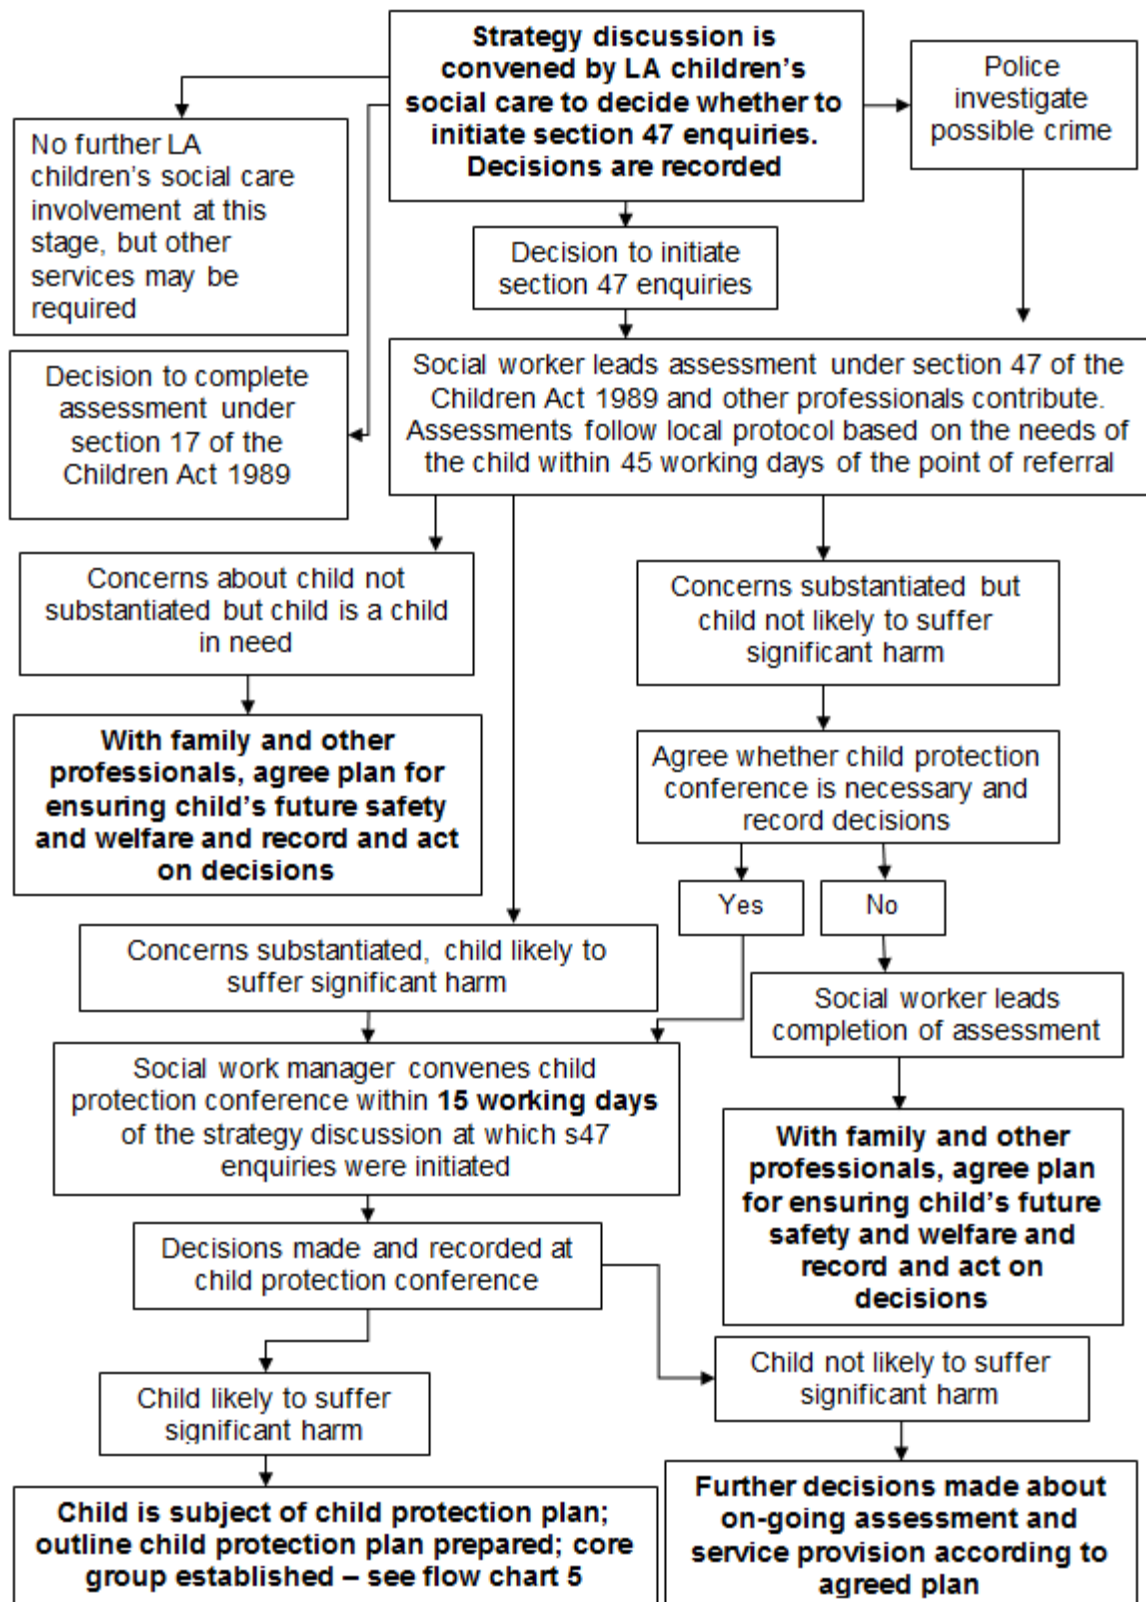 Strategy discussion is
convened by LA children's
social care to decide whether to
initiate section 47 enquiries.
Decisions are recorded
Police
investigate
possible crime
No further LA
children's social care
involvement at this
stage, but other
services may be
required
Decision to initiate
section 47 enquiries
Decision to complete
assessment under
section 17 of the
Children Act 1989
Social worker leads assessment under section 47 of the
Children Act 1989 and other professionals contribute.
Assessments follow local protocol based on the needs of
the child within 45 working days of the point of referral
Concerns about child not
substantiated but child is a child
in need
Concerns substantiated but
child not likely to suffer
significant harm
With family and other
professionals, agree plan for
ensuring child's future safety
and welfare and record and act
on decisions
Agree whether child protection
conference is necessary and
record decisions
Yes
No
Concerns substantiated, child likely to
suffer significant harm
Social worker leads
completion of assessment
Social work manager convenes child
protection conference within 15 working days
of the strategy discussion at which s47
enquiries were initiated
With family and other
professionals, agree plan
for ensuring child's future
safety and welfare and
record and act on
decisions
Decisions made and recorded at
child protection conference
Child not likely to suffer
significant harm
Child likely to suffer
significant harm
Child is subject of child protection plan;
outline child protection plan prepared; core
group established – see flow chart 5
Further decisions made about
on-going assessment and
service provision according to
agreed plan